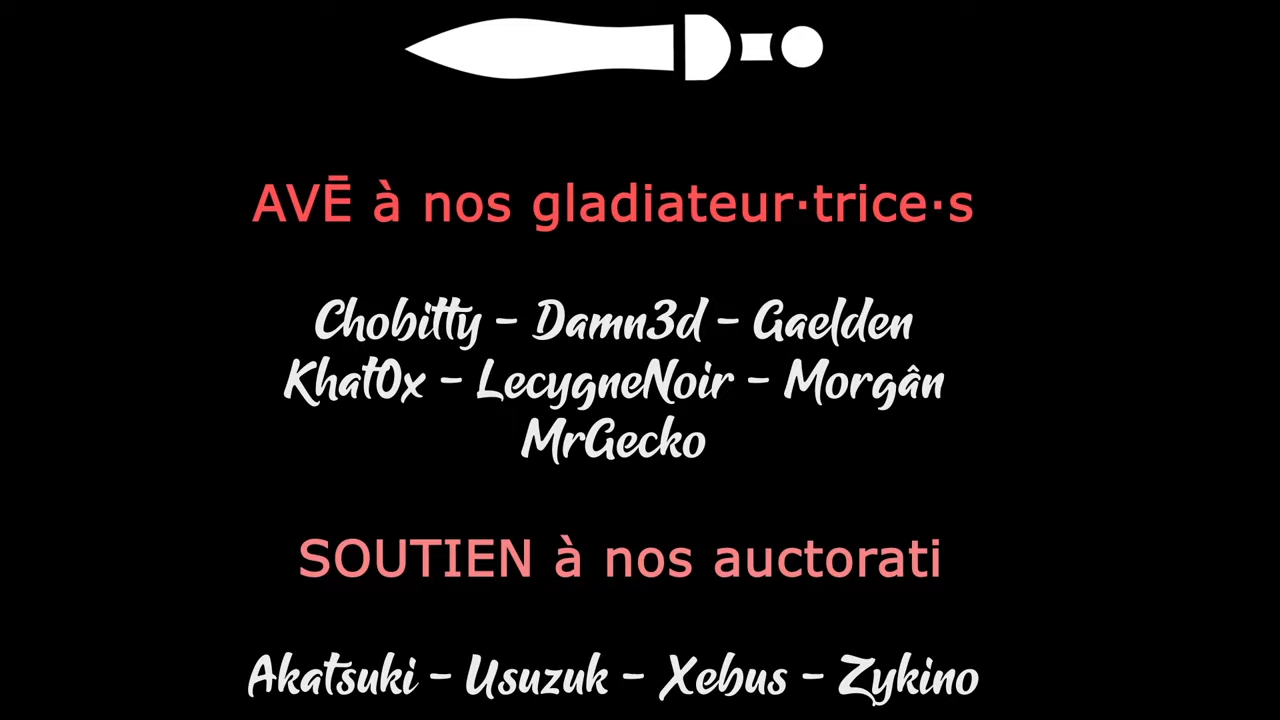 AVĒ à nos gladiateur·trice·s
Chobitty - Damn3d - Gaelden
Khat0x - LecygneNoir - Morgân
MrGecko
SOUTIEN à nos auctorati
Akatsuki - Usuzuk - Xebus - Zykino